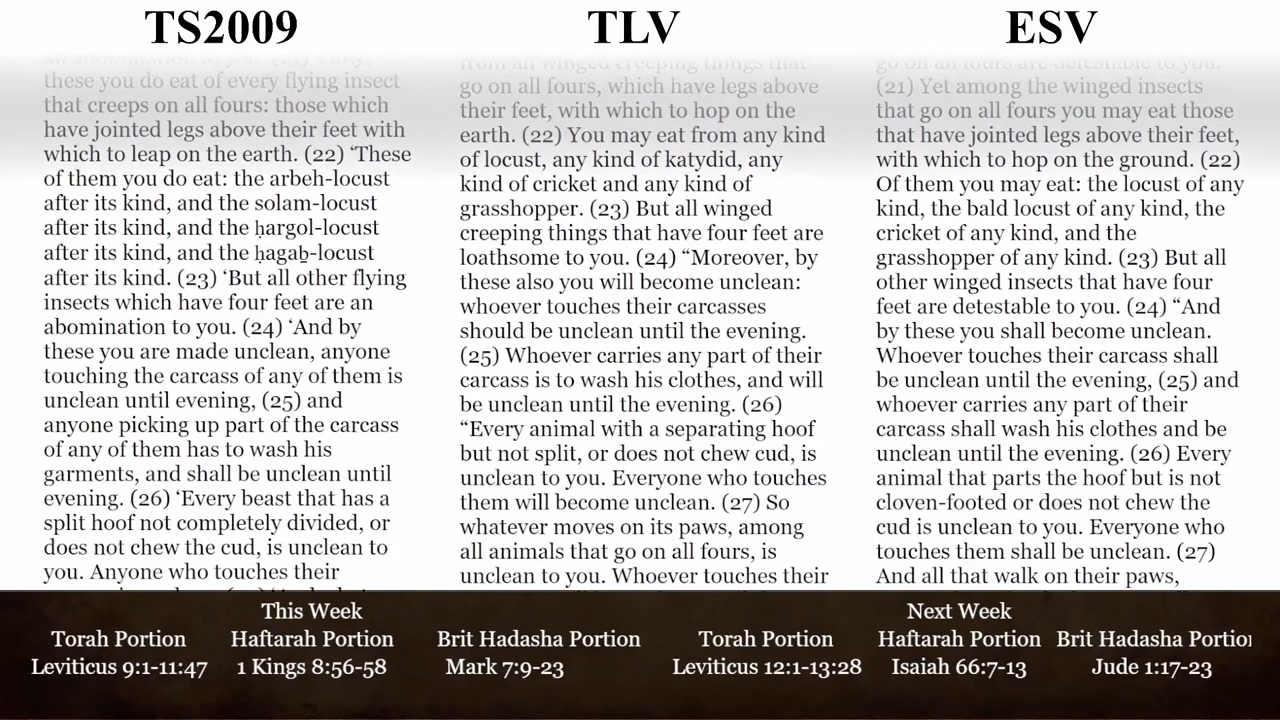 TS2009
these you do eat of every flying insect
that creeps on all fours: those which
have jointed legs above their feet with
which to leap on the earth. (22) ‘These
of them you do eat: the arbeh-locust
after its kind, and the solam-locust
after its kind, and the ḥargol-locust
after its kind, and the ḥagaḇ-locust
after its kind. (23) ‘But all other flying
insects which have four feet are an
abomination to you. (24) ‘And by
these you are made unclean, anyone
touching the carcass of any of them is
unclean until evening, (25) and
anyone picking up part of the carcass
of any of them has to wash his
garments, and shall be unclean until
evening. (26) ‘Every beast that has a
split hoof not completely divided, or
does not chew the cud, is unclean to
you. Anyone who touches their
TLV
from all winged creeping things that
go on all fours, which have legs above
their feet, with which to hop on the
earth. (22) You may eat from any kind
of locust, any kind of katydid, any
kind of cricket and any kind of
grasshopper. (23) But all winged
creeping things that have four feet are
loathsome to you. (24) “Moreover, by
these also you will become unclean:
whoever touches their carcasses
should be unclean until the evening.
(25) Whoever carries any part of their
carcass is to wash his clothes, and will
be unclean until the evening. (26)
“Every animal with a separating hoof
but not split, or does not chew cud, is
unclean to you. Everyone who touches
them will become unclean. (27) So
whatever moves on its paws, among
all animals that go on all fours, is
unclean to you. Whoever touches their
ESV
go on all fours are detestable to you.
(21) Yet among the winged insects
that go on all fours you may eat those
that have jointed legs above their feet,
with which to hop on the ground. (22)
Of them you may eat: the locust of any
kind, the bald locust of any kind, the
cricket of any kind, and the
grasshopper of any kind. (23) But all
other winged insects that have four
feet are detestable to you. (24) “And
by these you shall become unclean.
Whoever touches their carcass shall
be unclean until the evening, (25) and
whoever carries any part of their
carcass shall wash his clothes and be
unclean until the evening. (26) Every
animal that parts the hoof but is not
cloven-footed or does not chew the
cud is unclean to you. Everyone who
touches them shall be unclean. (27)
And all that walk on their paws,
This Week
Torah Portion Haftarah Portion Brit Hadasha Portion
Leviticus 9:1-11:47 1 Kings 8:56-58 Mark 7:9-23
Next Week
Torah Portion Haftarah Portion Brit Hadasha Portion
Leviticus 12:1-13:28 Isaiah 66:7-13 Jude 1:17-23